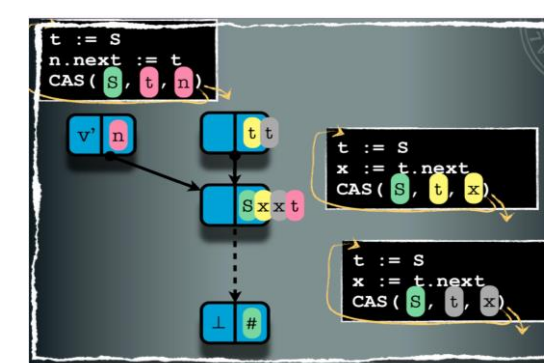 t := S
n.next := t
CAS( S, t, n)
v' n
t t
S x x t
t := S
x := t.next
CAS( S, t, x)
t := S
x := t.next
CAS( S, t, x)
⊥ #